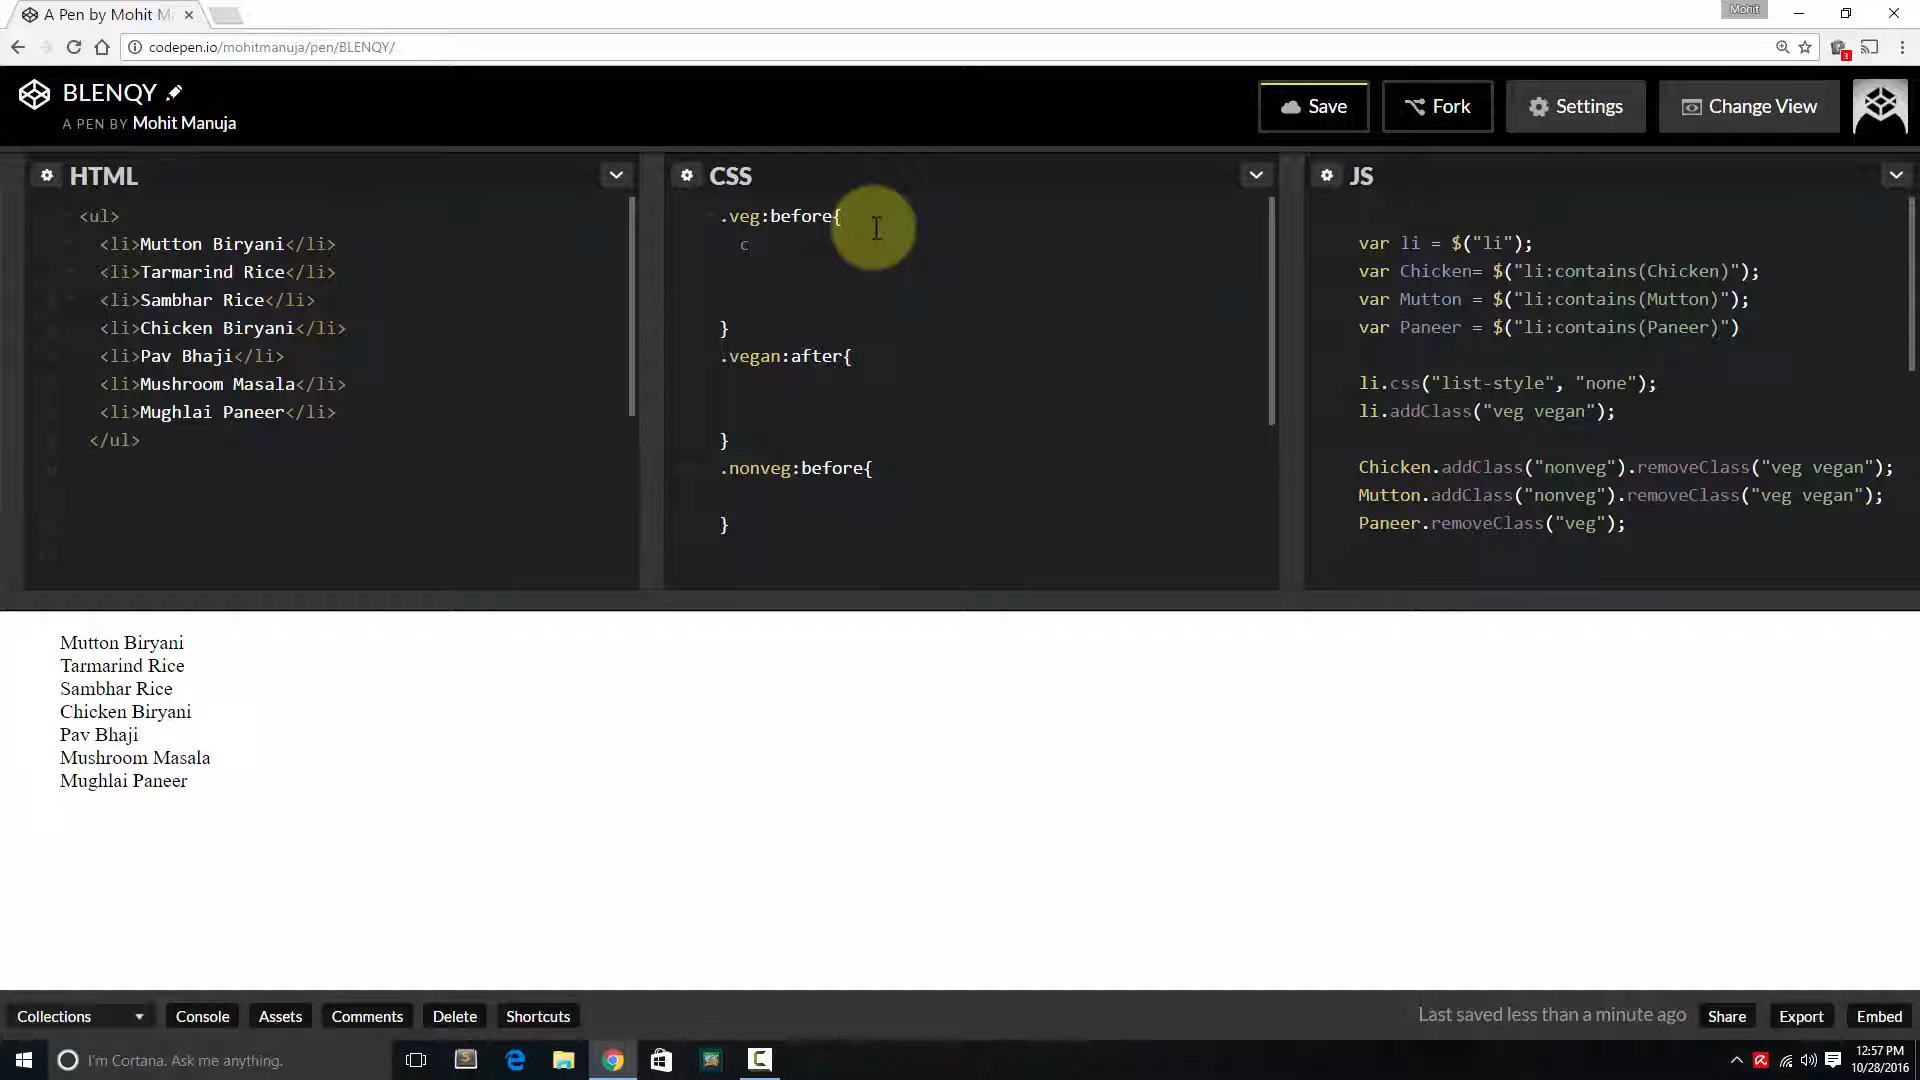 A Pen by Mohit M
Mohit
codepen.io/mohitmanuja/pen/BLENQY/
3
BLENQY
A PEN BY Mohit Manuja
Save
Fork
Settings
Change View
HTML
<ul>
<li>Mutton Biryani</li>
<li>Tarmarind Rice</li>
<li>Sambhar Rice</li>
<li>Chicken Biryani</li>
<li>Pav Bhaji</li>
<li>Mushroom Masala</li>
<li>Mughlai Paneer</li>
</ul>
CSS
.veg:before{
c
}
.vegan:after{
}
.nonveg:before{
}
JS
var li = $("li");
var Chicken= $("li:contains(Chicken)");
var Mutton = $("li:contains(Mutton)");
var Paneer = $("li:contains(Paneer)")
li.css("list-style", "none");
li.addClass("veg vegan");
Chicken.addClass("nonveg").removeClass("veg vegan");
Mutton.addClass("nonveg").removeClass("veg vegan");
Paneer.removeClass("veg");
Mutton Biryani
Tarmarind Rice
Sambhar Rice
Chicken Biryani
Pav Bhaji
Mushroom Masala
Mughlai Paneer
Collections
Console
Assets
Comments
Delete
Shortcuts
Last saved less than a minute ago
Share
Export
Embed
I'm Cortana. Ask me anything.
12:57 PM
10/28/2016